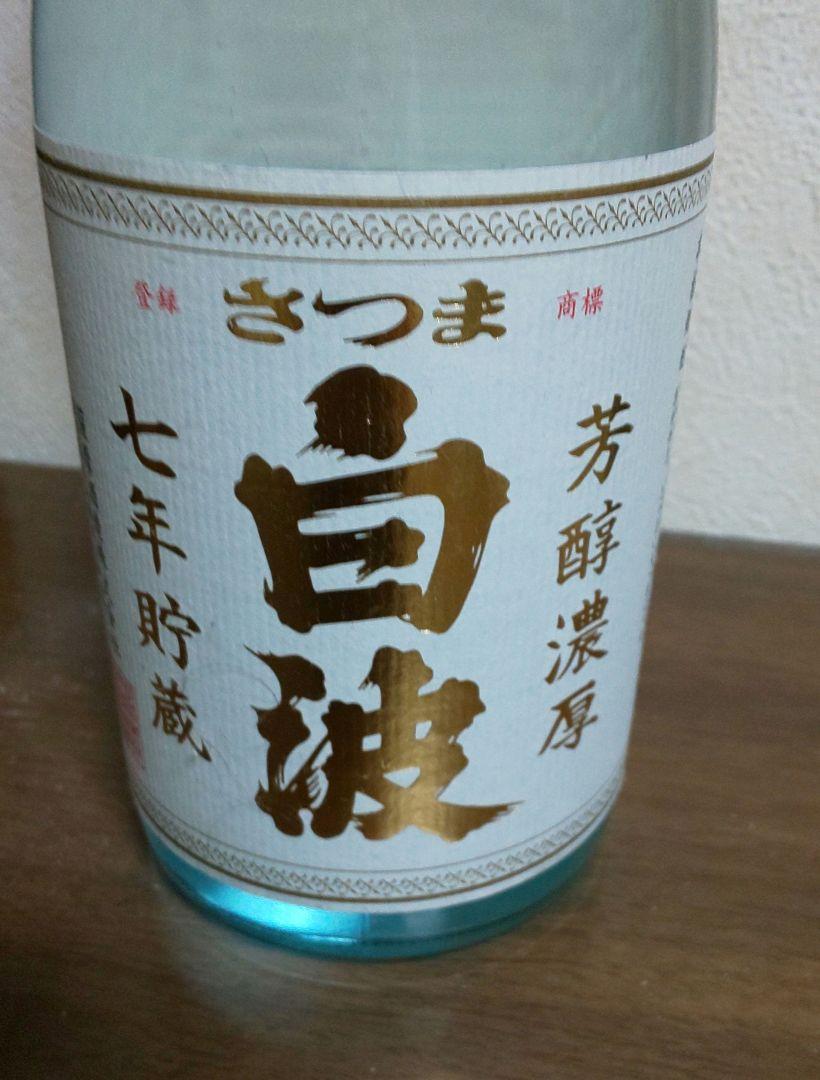 登録
商標
さつま
白波
芳醇濃厚
七年貯蔵